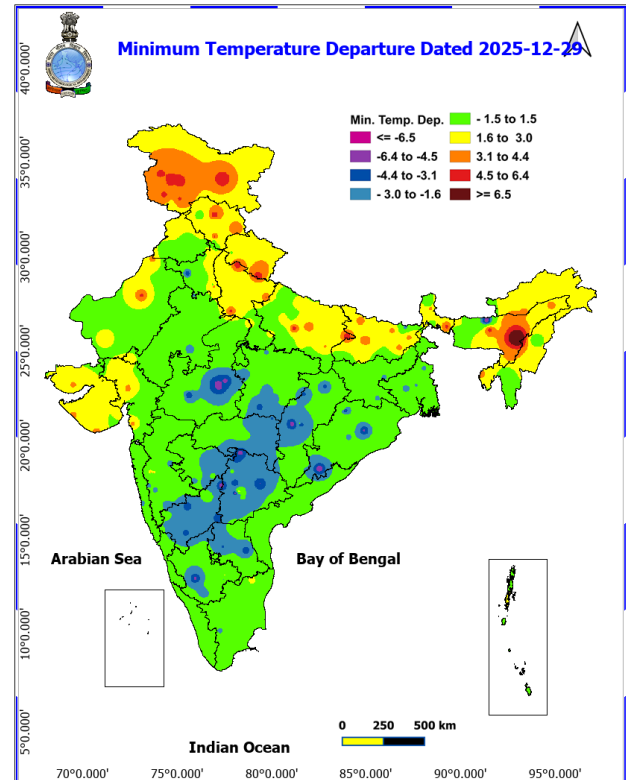 Minimum Temperature Departure Dated 2025-12-29
Min. Temp. Dep.
<= -6.5
-6.4 to -4.5
-4.4 to -3.1
- 3.0 to -1.6
- 1.5 to 1.5
1.6 to 3.0
3.1 to 4.4
4.5 to 6.4
>= 6.5
40°0.000'
35°0.000'
30°0.000'
25°0.000'
20°0.000'
15°0.000'
10°0.000'
5°0.000'
Arabian Sea
Bay of Bengal
Indian Ocean
0 250 500 km
70°0.000' 75°0.000' 80°0.000' 85°0.000' 90°0.000' 95°0.000'